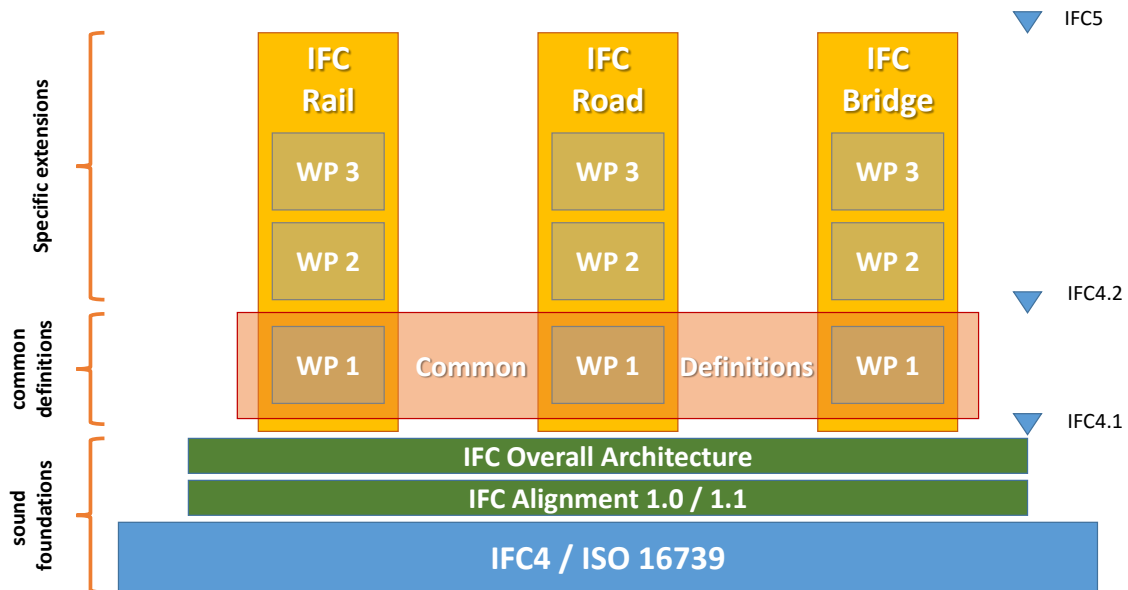 IFC5
IFC
Rail
IFC
Road
IFC
Bridge
Specific extensions
WP 3
WP 3
WP 3
WP 2
WP 2
WP 2
IFC4.2
common
definitions
WP 1
Common
WP 1
Definitions
WP 1
IFC4.1
sound
foundations
IFC Overall Architecture
IFC Alignment 1.0 / 1.1
IFC4 / ISO 16739